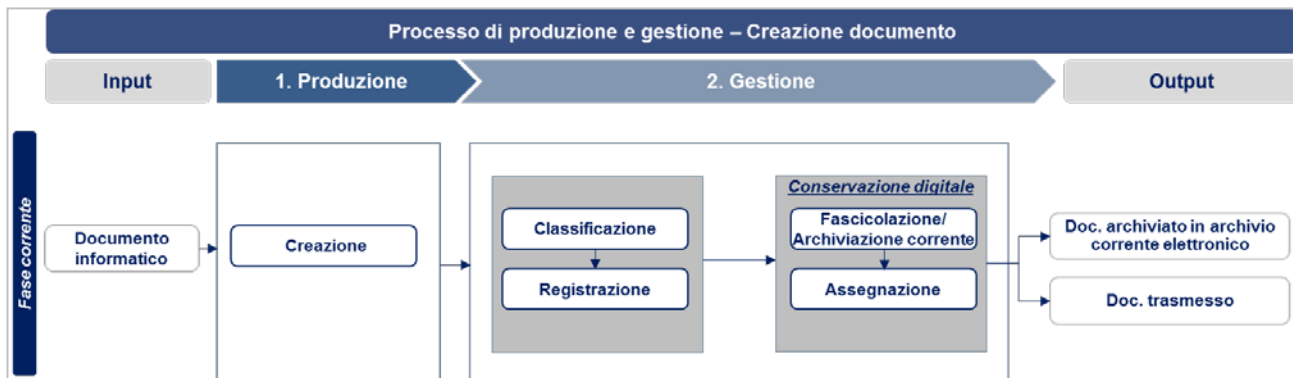 Processo di produzione e gestione – Creazione documento
Input
1. Produzione
2. Gestione
Output
Fase corrente
Documento
informatico
Creazione
Classificazione
Registrazione
Conservazione digitale
Fascicolazione/
Archiviazione corrente
Assegnazione
Doc. archiviato in archivio
corrente elettronico
Doc. trasmesso